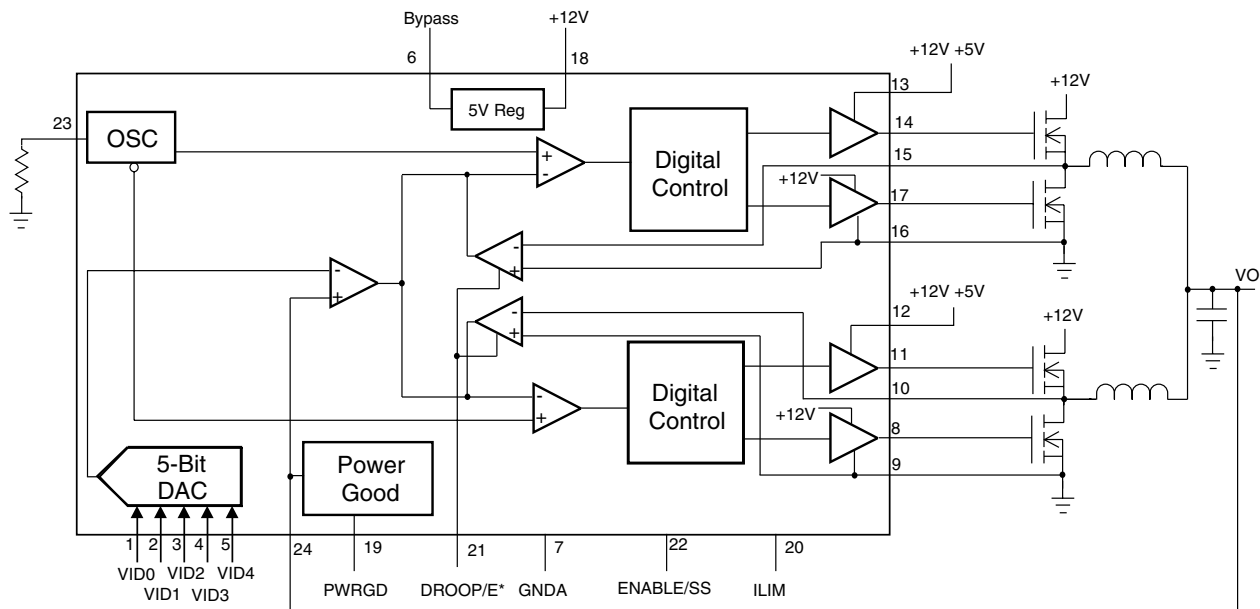 Bypass
+12V
6
18
+12V +5V
13
+12V
5V Reg
23
OSC
14
+
-
Digital
Control
15
+12V
17
-
+
16
-
+
VO
+12V +5V
12
+12V
-
+
11
Digital
Control
10
-
+
+12V
8
9
5-Bit
DAC
Power
Good
1
2
3
4
5
24
19
21
7
22
20
VID0
VID1
VID2
VID3
VID4
PWRGD
DROOP/E*
GNDA
ENABLE/SS
ILIM